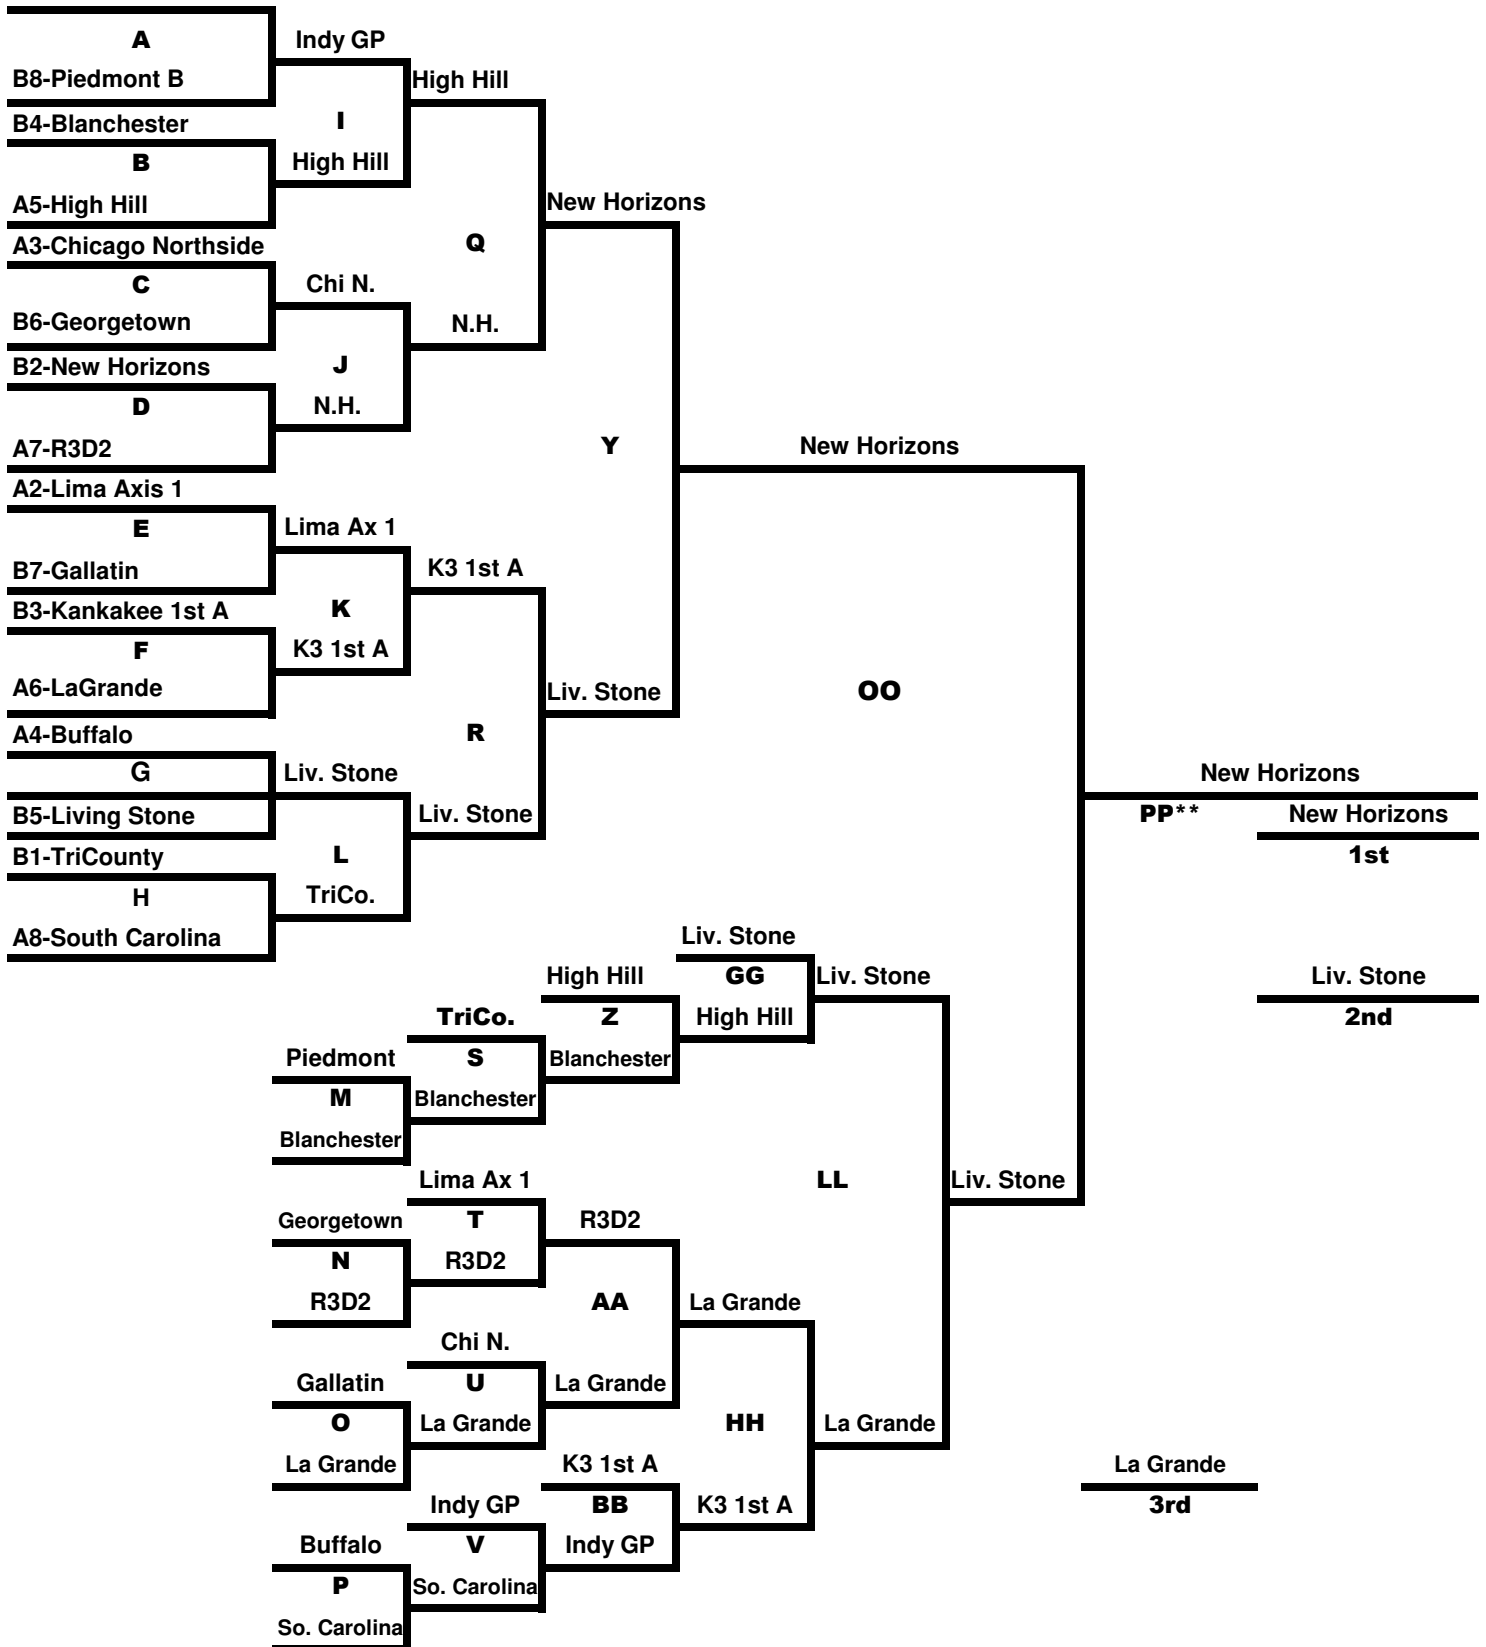 A
Indy GP
B8-Piedmont B
High Hill
B4-Blanchester
I
B
High Hill
A5-High Hill
New Horizons
A3-Chicago Northside
Q
C
Chi N.
B6-Georgetown
N.H.
B2-New Horizons
J
D
N.H.
A7-R3D2
Y
New Horizons
A2-Lima Axis 1
E
Lima Ax 1
B7-Gallatin
K3 1st A
B3-Kankakee 1st A
K
F
K3 1st A
A6-LaGrande
Liv. Stone
OO
A4-Buffalo
R
G
Liv. Stone
New Horizons
B5-Living Stone
Liv. Stone
PP**
New Horizons
B1-TriCounty
L
1st
H
TriCo.
A8-South Carolina
Liv. Stone
High Hill
GG
Liv. Stone
Liv. Stone
TriCo.
Z
High Hill
2nd
Piedmont
S
Blanchester
M
Blanchester
Blanchester
Lima Ax 1
LL
Liv. Stone
Georgetown
T
R3D2
N
R3D2
R3D2
AA
La Grande
Chi N.
Gallatin
U
La Grande
O
La Grande
HH
La Grande
La Grande
K3 1st A
La Grande
Indy GP
BB
K3 1st A
3rd
Buffalo
V
Indy GP
P
So. Carolina
So. Carolina